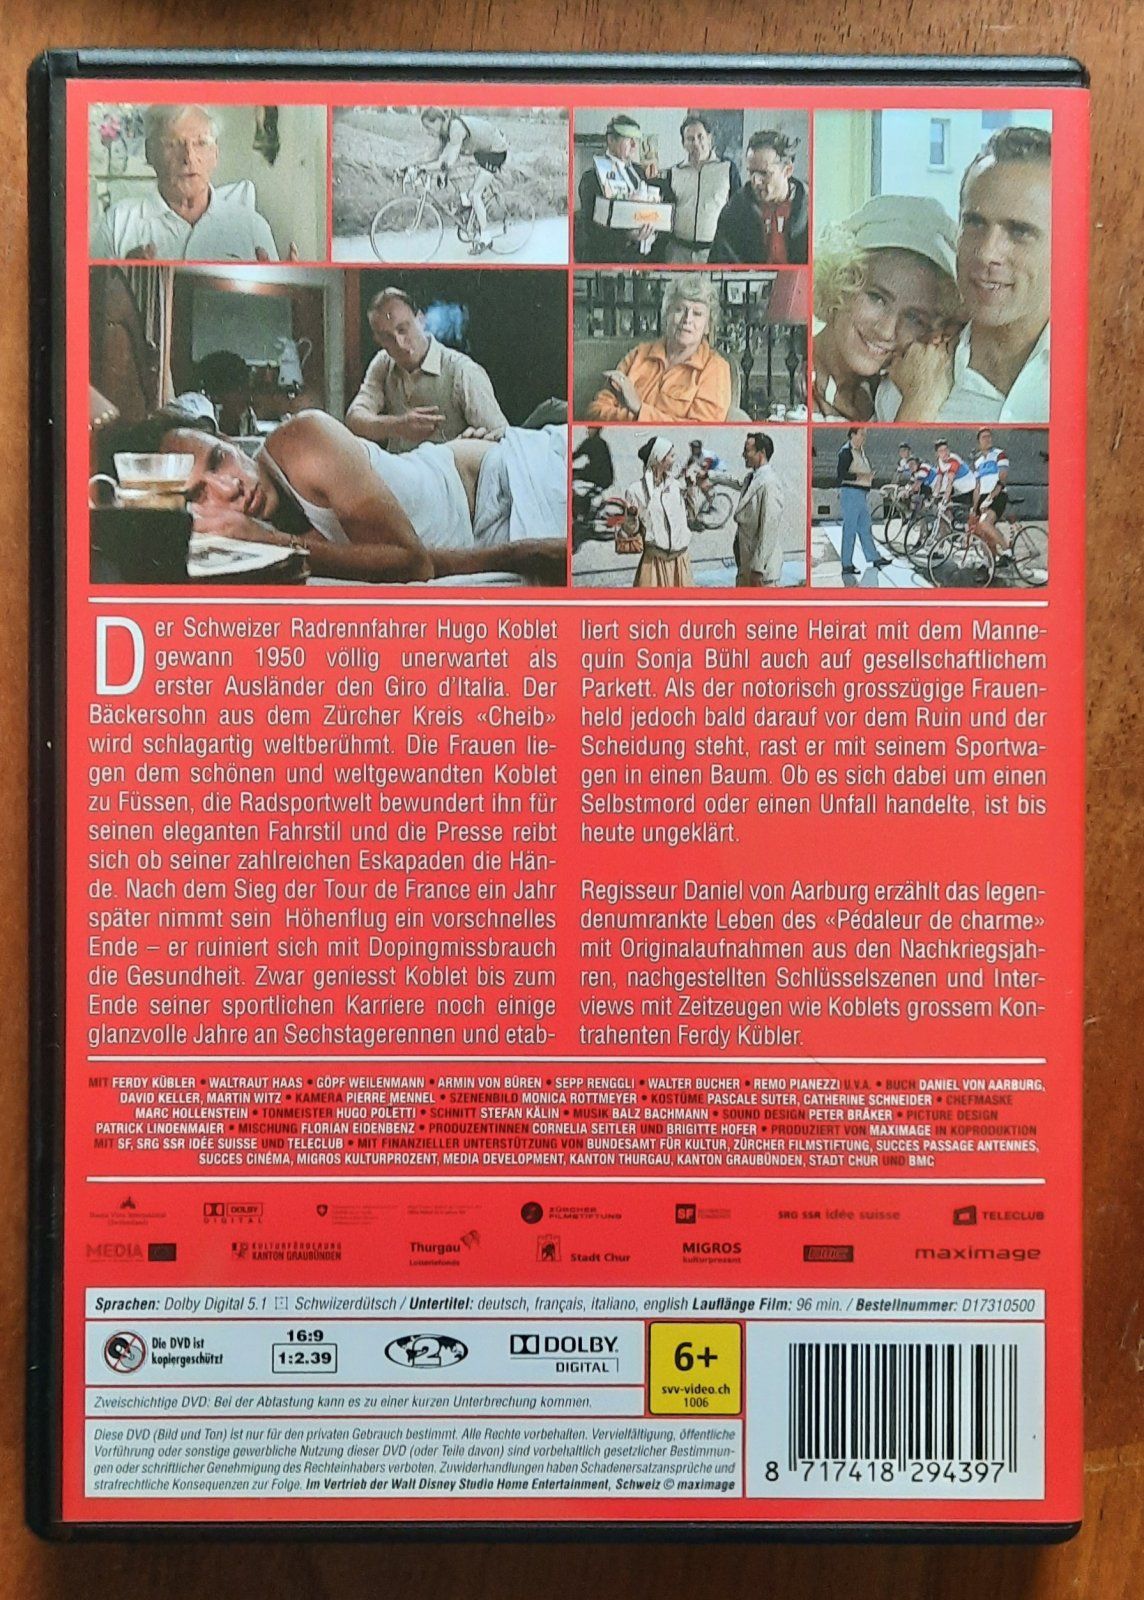 Der Schweizer Radrennfahrer Hugo Koblet
gewann 1950 völlig unerwartet als
erster Ausländer den Giro d'Italia. Der
Bäckersohn aus dem Zürcher Kreis «Cheib»
wird schlagartig weltberühmt. Die Frauen lie-
gen dem schönen und weltgewandten Koblet
zu Füssen, die Radsportwelt bewundert ihn für
seinen eleganten Fahrstil und die Presse reibt
sich ob seiner zahlreichen Eskapaden die Hän-
de. Nach dem Sieg der Tour de France ein Jahr
später nimmt sein Höhenflug ein vorschnelles
Ende – er ruiniert sich mit Dopingmissbrauch
die Gesundheit. Zwar geniesst Koblet bis zum
Ende seiner sportlichen Karriere noch einige
glanzvolle Jahre an Sechstagerennen und etab-
liert sich durch seine Heirat mit dem Manne-
quin Sonja Bühl auch auf gesellschaftlichem
Parkett. Als der notorisch grosszügige Frauen-
held jedoch bald darauf vor dem Ruin und der
Scheidung steht, rast er mit seinem Sportwa-
gen in einen Baum. Ob es sich dabei um einen
Selbstmord oder einen Unfall handelte, ist bis
heute ungeklärt.
Regisseur Daniel von Aarburg erzählt das legen-
denumrankte Leben des «Pédaleur de charme»
mit Originalaufnahmen aus den Nachkriegsjah-
ren, nachgestellten Schlüsselszenen und Inter-
views mit Zeitzeugen wie Koblets grossem Kon-
trahenten Ferdy Kübler.
MIT FERDY KÜBLER • WALTRAUT HAAS • GÖPF WEILENMANN • ARMIN VON BÜREN • SEPP RENGGLI • WALTER BUCHER • REMO PIANEZZI U.V.A. • BUCH DANIEL VON AARBURG,
DAVID KELLER, MARTIN WITZ • KAMERA PIERRE MENNEL • SZENENBILD MONICA ROTTMEYER • KOSTÜME PASCALE SUTER, CATHERINE SCHNEIDER • CHEFMASKE
MARC HOLLENSTEIN • TONMEISTER HUGO POLETTI • SCHNITT STEFAN KÄLIN • MUSIK BALZ BACHMANN • SOUND DESIGN PETER BRÄKER • PICTURE DESIGN
PATRICK LINDENMAIER • MISCHUNG FLORIAN EIDENBENZ • PRODUZENTINNEN CORNELIA SEITLER UND BRIGITTE HOFER • PRODUZIERT VON MAXIMAGE IN KOPRODUKTION
MIT SF, SRG SSR IDÉE SUISSE UND TELECLUB • MIT FINANZIELLER UNTERSTÜTZUNG VON BUNDESAMT FÜR KULTUR, ZÜRCHER FILMSTIFTUNG, SUCCES PASSAGE ANTENNES,
SUCCES CINÉMA, MIGROS KULTURPROZENT, MEDIA DEVELOPMENT, KANTON THURGAU, KANTON GRAUBÜNDEN, STADT CHUR UND BMC
Buena Vista International
(Switzerland)
DOLBY
DIGITAL
ZÜRCHER
FILMSTIFTUNG
SF
SRG SSR idée suisse
TELECLUB
MEDIA
KULTURFÖRDERUNG
KANTON GRAUBÜNDEN
Thurgau
Lotteriefonds
Stadt Chur
MIGROS
kulturprozent
BMC
maximage
Sprachen: Dolby Digital 5.1 Schwiizerdütsch / Untertitel: deutsch, français, italiano, english Lauflänge Film: 96 min. / Bestellnummer: D17310500
Die DVD ist
kopiergeschützt
16:9
1:2.39
2
DOLBY
DIGITAL
6+
svv-video.ch
1006
Zweischichtige DVD: Bei der Abtastung kann es zu einer kurzen Unterbrechung kommen.
Diese DVD (Bild und Ton) ist nur für den privaten Gebrauch bestimmt. Alle Rechte vorbehalten. Vervielfältigung, öffentliche
Vorführung oder sonstige gewerbliche Nutzung dieser DVD (oder Teile davon) sind vorbehaltlich gesetzlicher Bestimmun-
gen oder schriftlicher Genehmigung des Rechteinhabers verboten. Zuwiderhandlungen haben Schadenersatzansprüche und
strafrechtliche Konsequenzen zur Folge. Im Vertrieb der Walt Disney Studio Home Entertainment, Schweiz © maximage
8 717418 294397